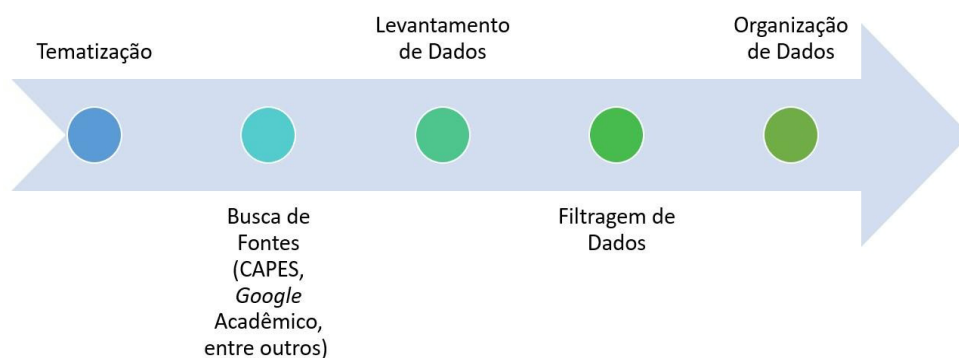 Tematização
Busca de
Fontes
(CAPES,
Google
Acadêmico,
entre outros)
Levantamento
de Dados
Filtragem de
Dados
Organização
de Dados